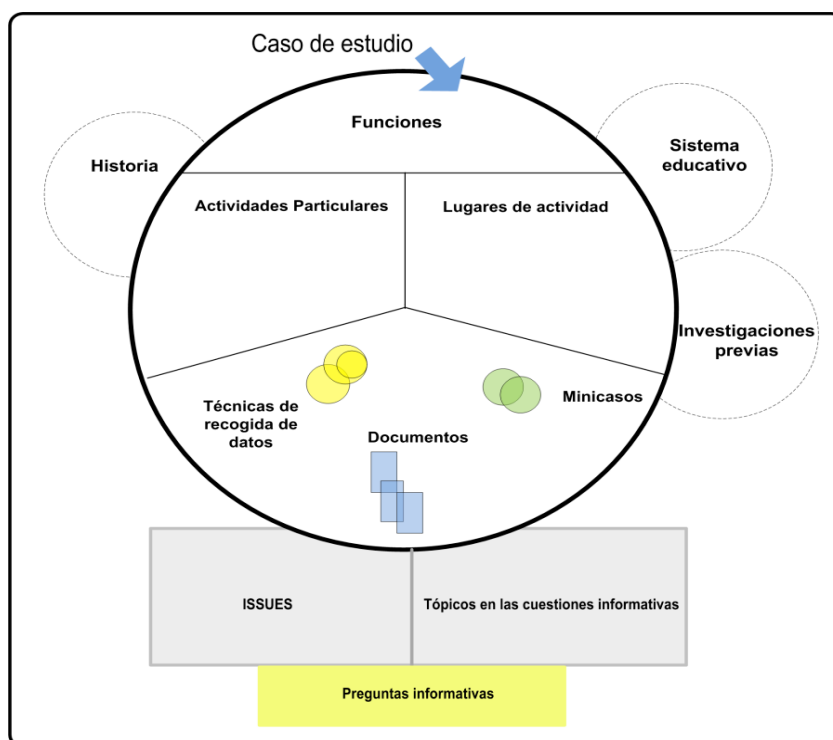 Caso de estudio
Funciones
Historia
Sistema
educativo
Actividades Particulares
Lugares de actividad
Investigaciones
previas
Técnicas de
recogida de
datos
Documentos
Minicasos
ISSUES
Tópicos en las cuestiones informativas
Preguntas informativas